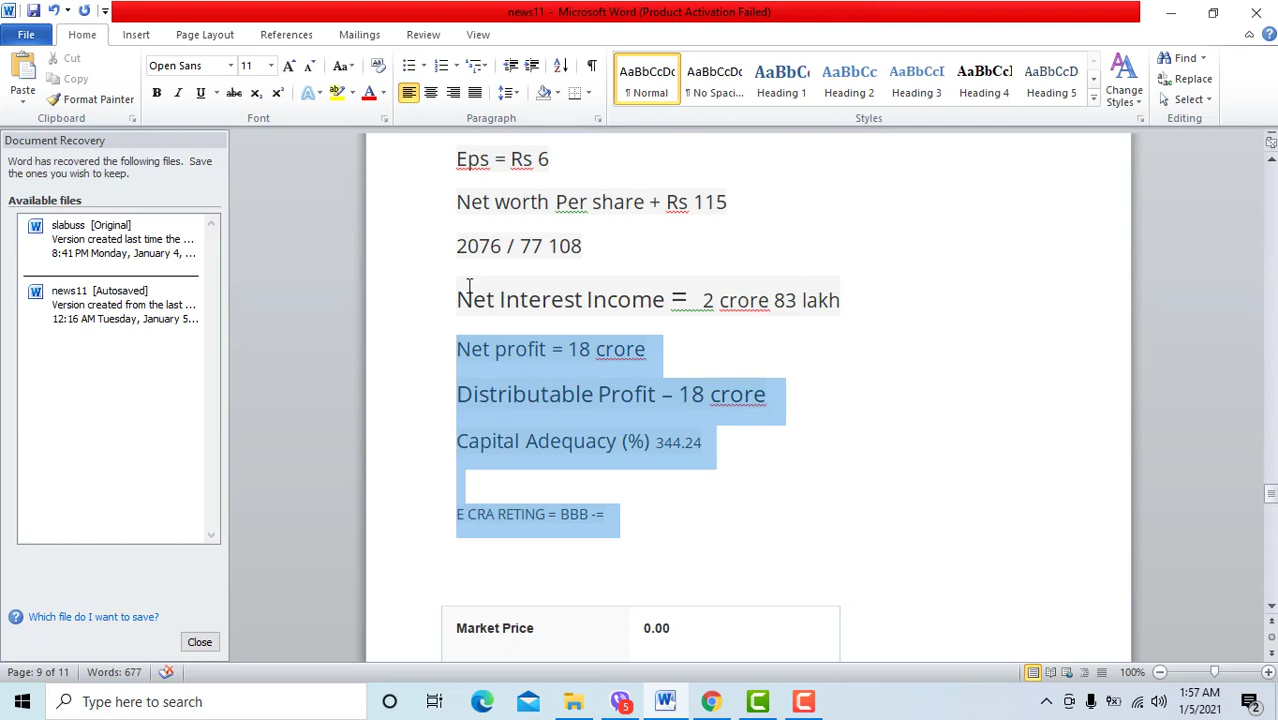 news11 - Microsoft Word (Product Activation Failed)
File Home Insert Page Layout References Mailings Review View
Paste
Cut
Copy
Format Painter
Clipboard
Open Sans 11
Font
Paragraph
AaBbCcDc AaBbCcDc AaBbC AaBbCc AaBbCcI AaBbCc AaBbCcDc
¶ Normal ¶ No Spaci... Heading 1 Heading 2 Heading 3 Heading 4 Heading 5
Change Styles
Styles
Find
Replace
Select
Editing
Document Recovery
Word has recovered the following files. Save
the ones you wish to keep.
Available files
slabuss [Original]
Version created last time the ...
8:41 PM Monday, January 4, ...
news11 [Autosaved]
Version created from the last ...
12:16 AM Tuesday, January 5...
Which file do I want to save?
Close
Eps = Rs 6
Net worth Per share + Rs 115
2076 / 77 108
Net Interest Income = 2 crore 83 lakh
Net profit = 18 crore
Distributable Profit – 18 crore
Capital Adequacy (%) 344.24
E CRA RETING = BBB -=
Market Price 0.00
Page: 9 of 11 Words: 677
100%
Type here to search
5
1:57 AM
1/5/2021
2